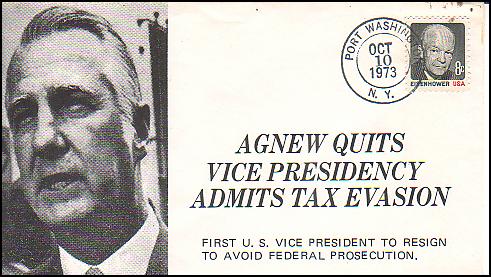 PORT WASHIN
OCT
10
1973
N. Y.
EISENHOWER USA
8c
AGNEW QUITS
VICE PRESIDENCY
ADMITS TAX EVASION
FIRST U. S. VICE PRESIDENT TO RESIGN
TO AVOID FEDERAL PROSECUTION.